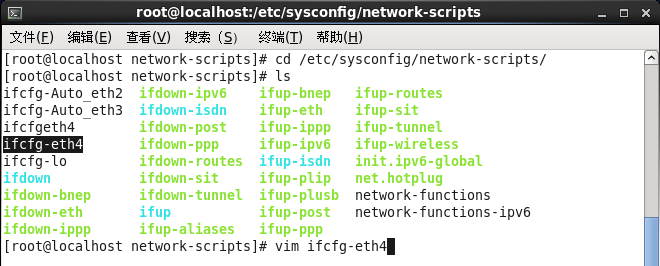 root@localhost:/etc/sysconfig/network-scripts
文件(F) 编辑(E) 查看(V) 搜索 (S) 终端(T) 帮助(H)
[root@localhost network-scripts]# cd /etc/sysconfig/network-scripts/
[root@localhost network-scripts]# ls
ifcfg-Auto_eth2 ifdown-ipv6 ifup-bnep ifup-routes
ifcfg-Auto_eth3 ifdown-isdn ifup-eth ifup-sit
ifcfgeth4 ifdown-post ifup-ippp ifup-tunnel
ifcfg-eth4 ifdown-ppp ifup-ipv6 ifup-wireless
ifcfg-lo ifdown-routes ifup-isdn init.ipv6-global
ifdown ifdown-sit ifup-plip net.hotplug
ifdown-bnep ifdown-tunnel ifup-plusb network-functions
ifdown-eth ifup ifup-post network-functions-ipv6
ifdown-ippp ifup-aliases ifup-ppp
[root@localhost network-scripts]# vim ifcfg-eth4